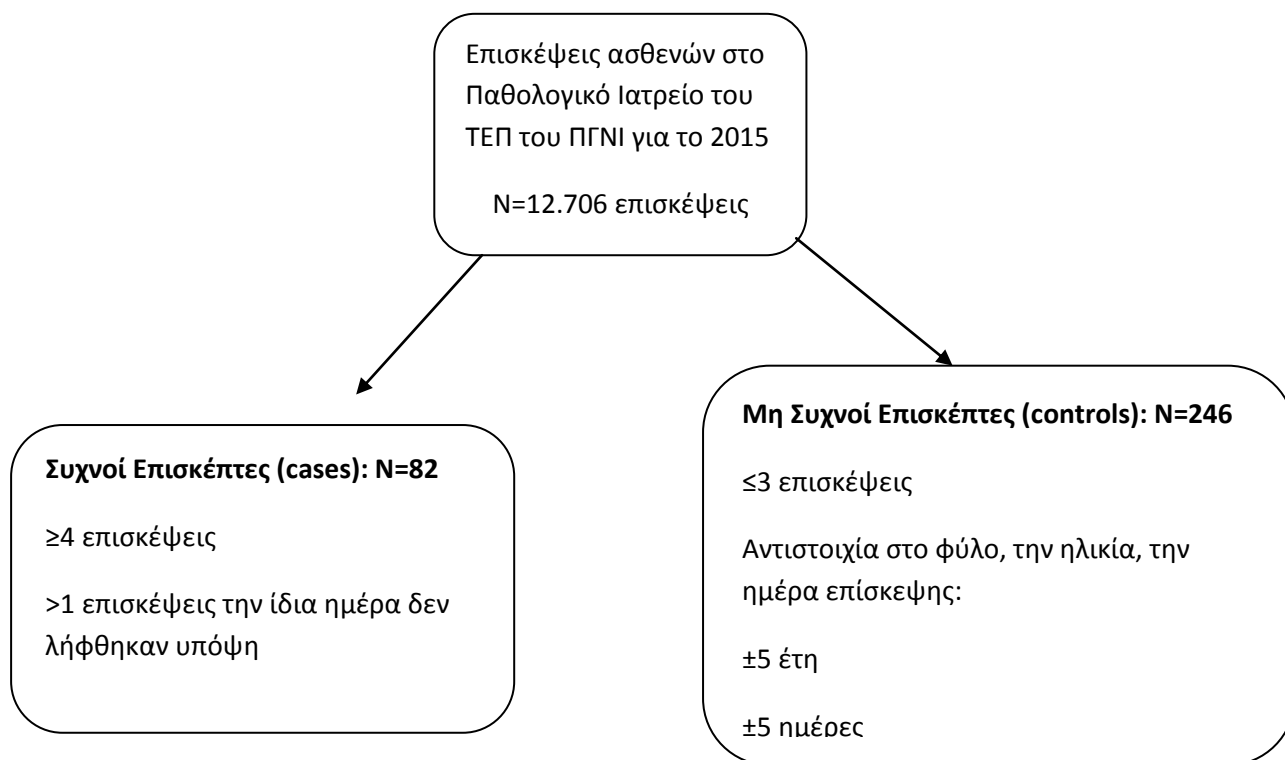 Επισκέψεις ασθενών στο
Παθολογικό Ιατρείο του
ΤΕΠ του ΠΓΝΙ για το 2015
Ν=12.706 επισκέψεις
Συχνοί Επισκέπτες (cases): Ν=82
≥4 επισκέψεις
>1 επισκέψεις την ίδια ημέρα δεν
λήφθηκαν υπόψη
Μη Συχνοί Επισκέπτες (controls): Ν=246
≤3 επισκέψεις
Αντιστοιχία στο φύλο, την ηλικία, την
ημέρα επίσκεψης:
±5 έτη
±5 ημέρες